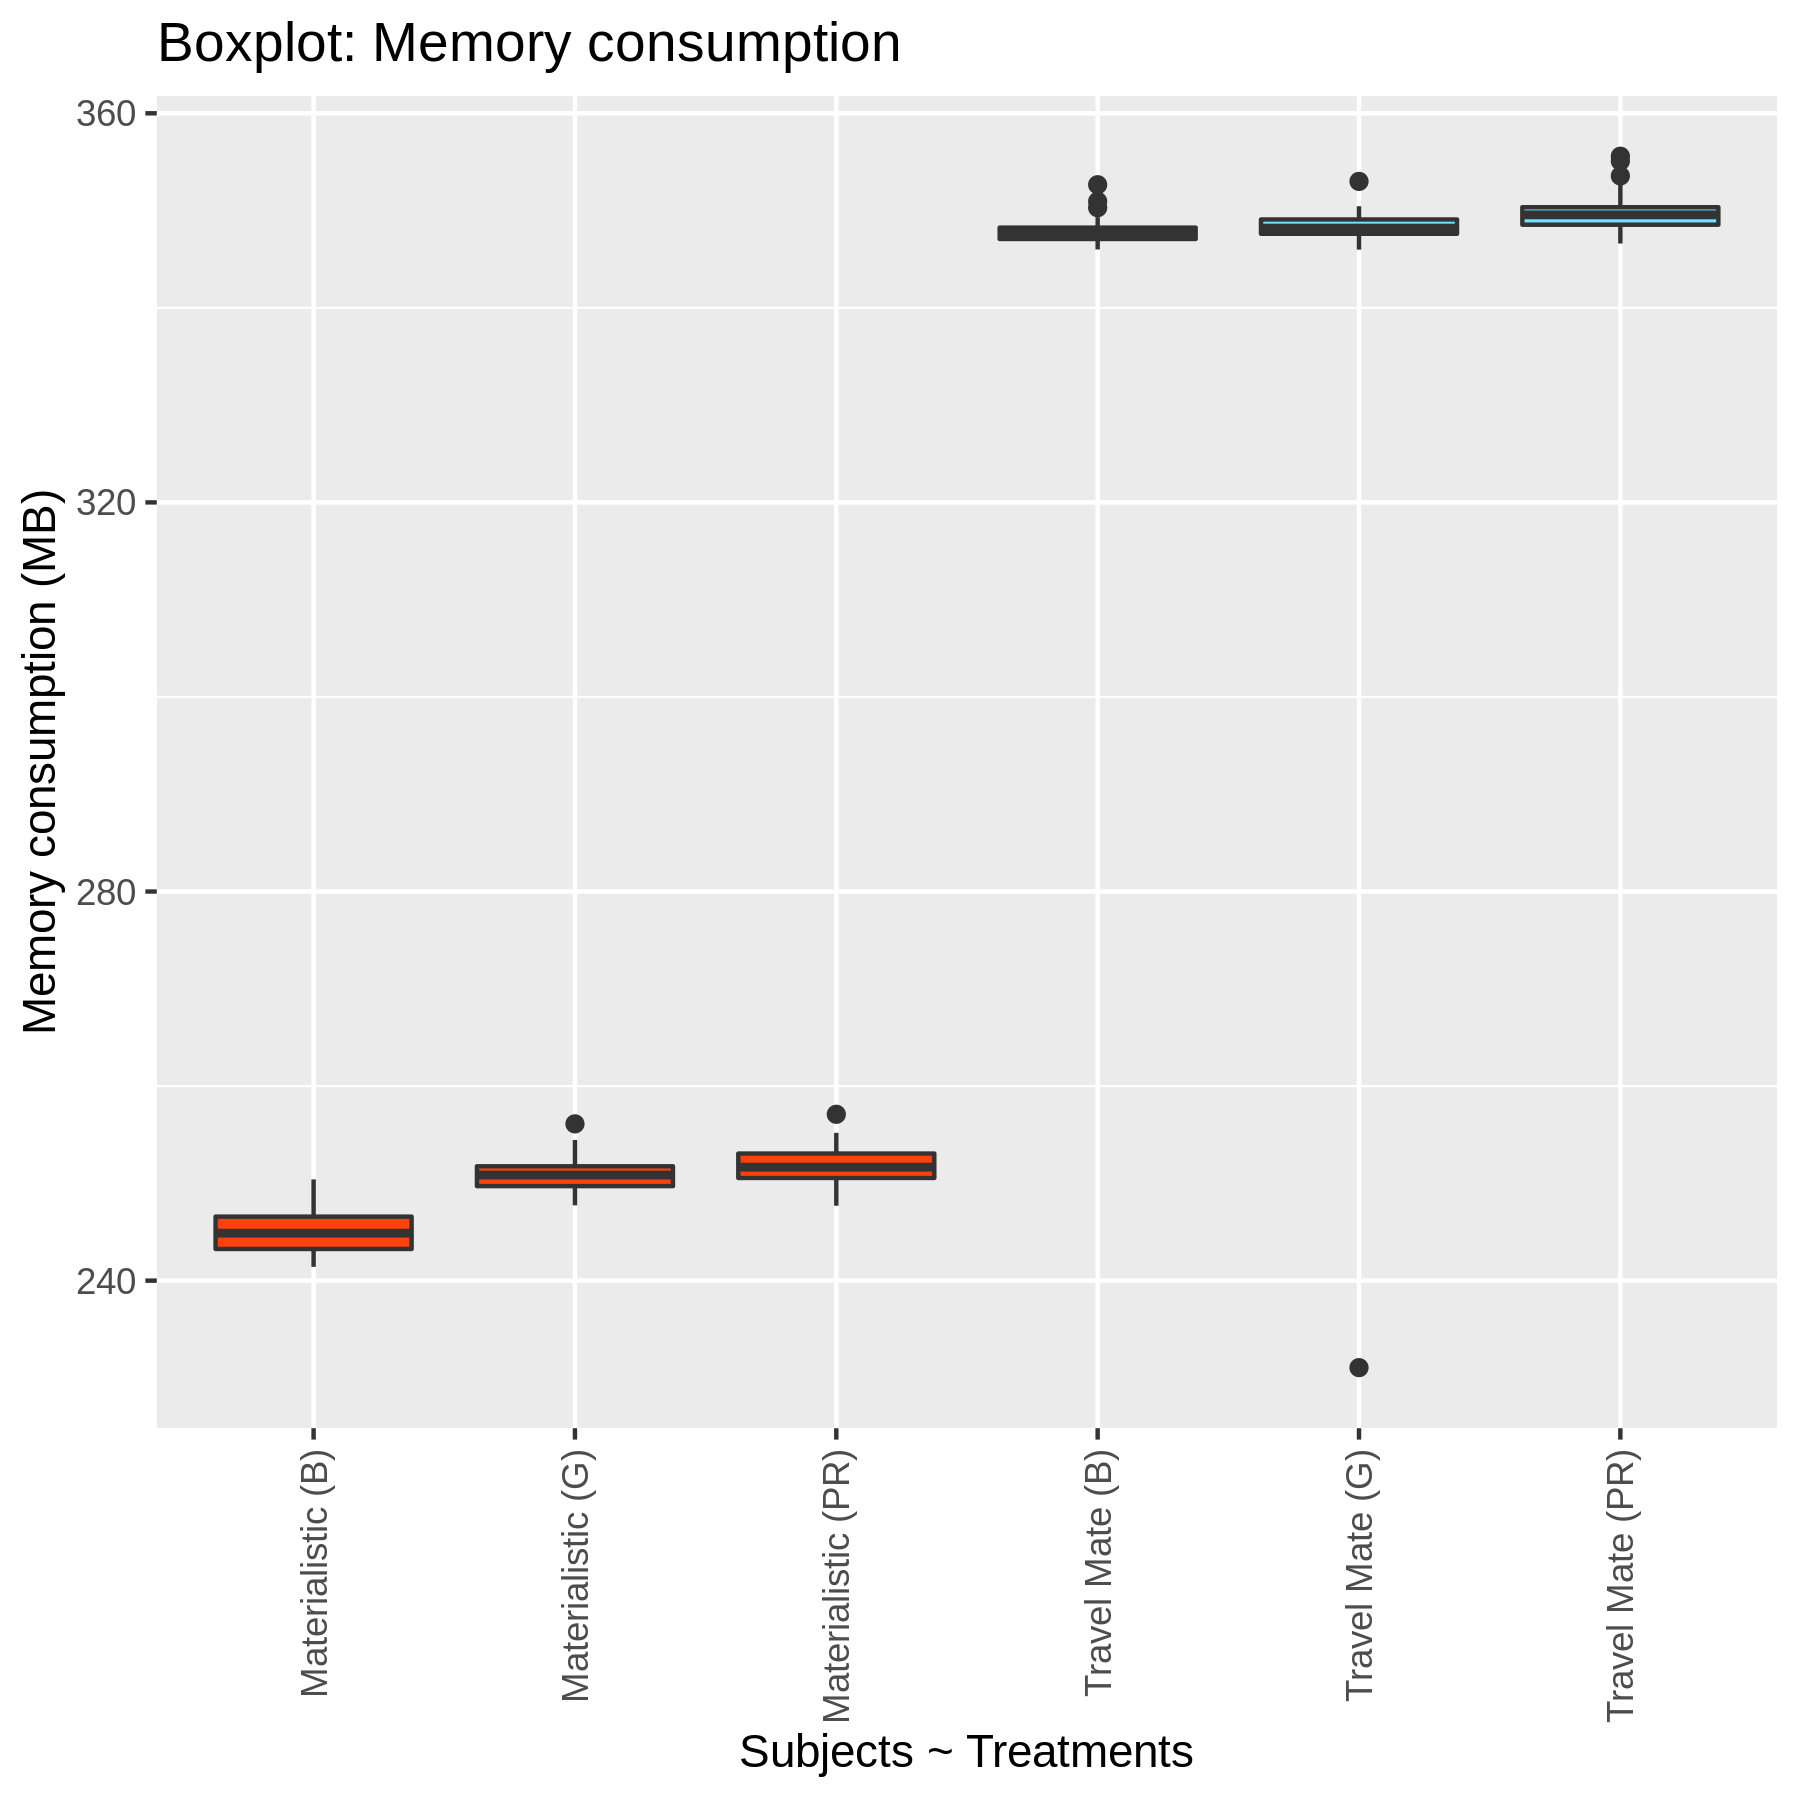 Boxplot: Memory consumption
Memory consumption (MB)
360
320
280
240
Materialistic (B)
Materialistic (G)
Materialistic (PR)
Travel Mate (B)
Travel Mate (G)
Travel Mate (PR)
Subjects ~ Treatments